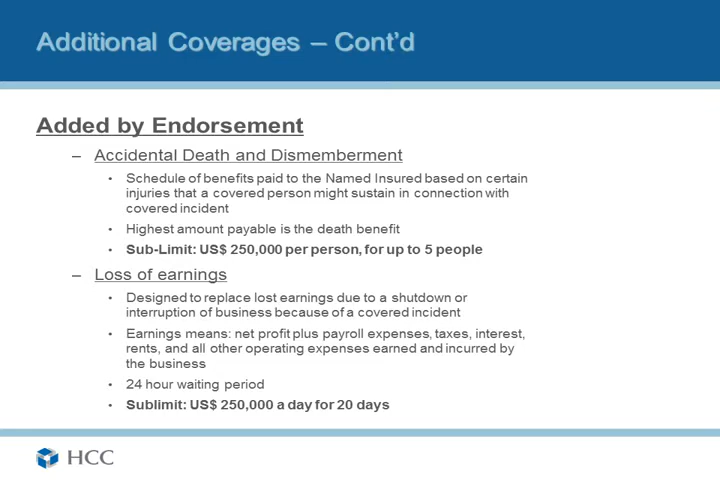 Additional Coverages – Cont’d
Added by Endorsement
– Accidental Death and Dismemberment
• Schedule of benefits paid to the Named Insured based on certain
injuries that a covered person might sustain in connection with
covered incident
• Highest amount payable is the death benefit
• Sub-Limit: US$ 250,000 per person, for up to 5 people
– Loss of earnings
• Designed to replace lost earnings due to a shutdown or
interruption of business because of a covered incident
• Earnings means: net profit plus payroll expenses, taxes, interest,
rents, and all other operating expenses earned and incurred by
the business
• 24 hour waiting period
• Sublimit: US$ 250,000 a day for 20 days
HCC